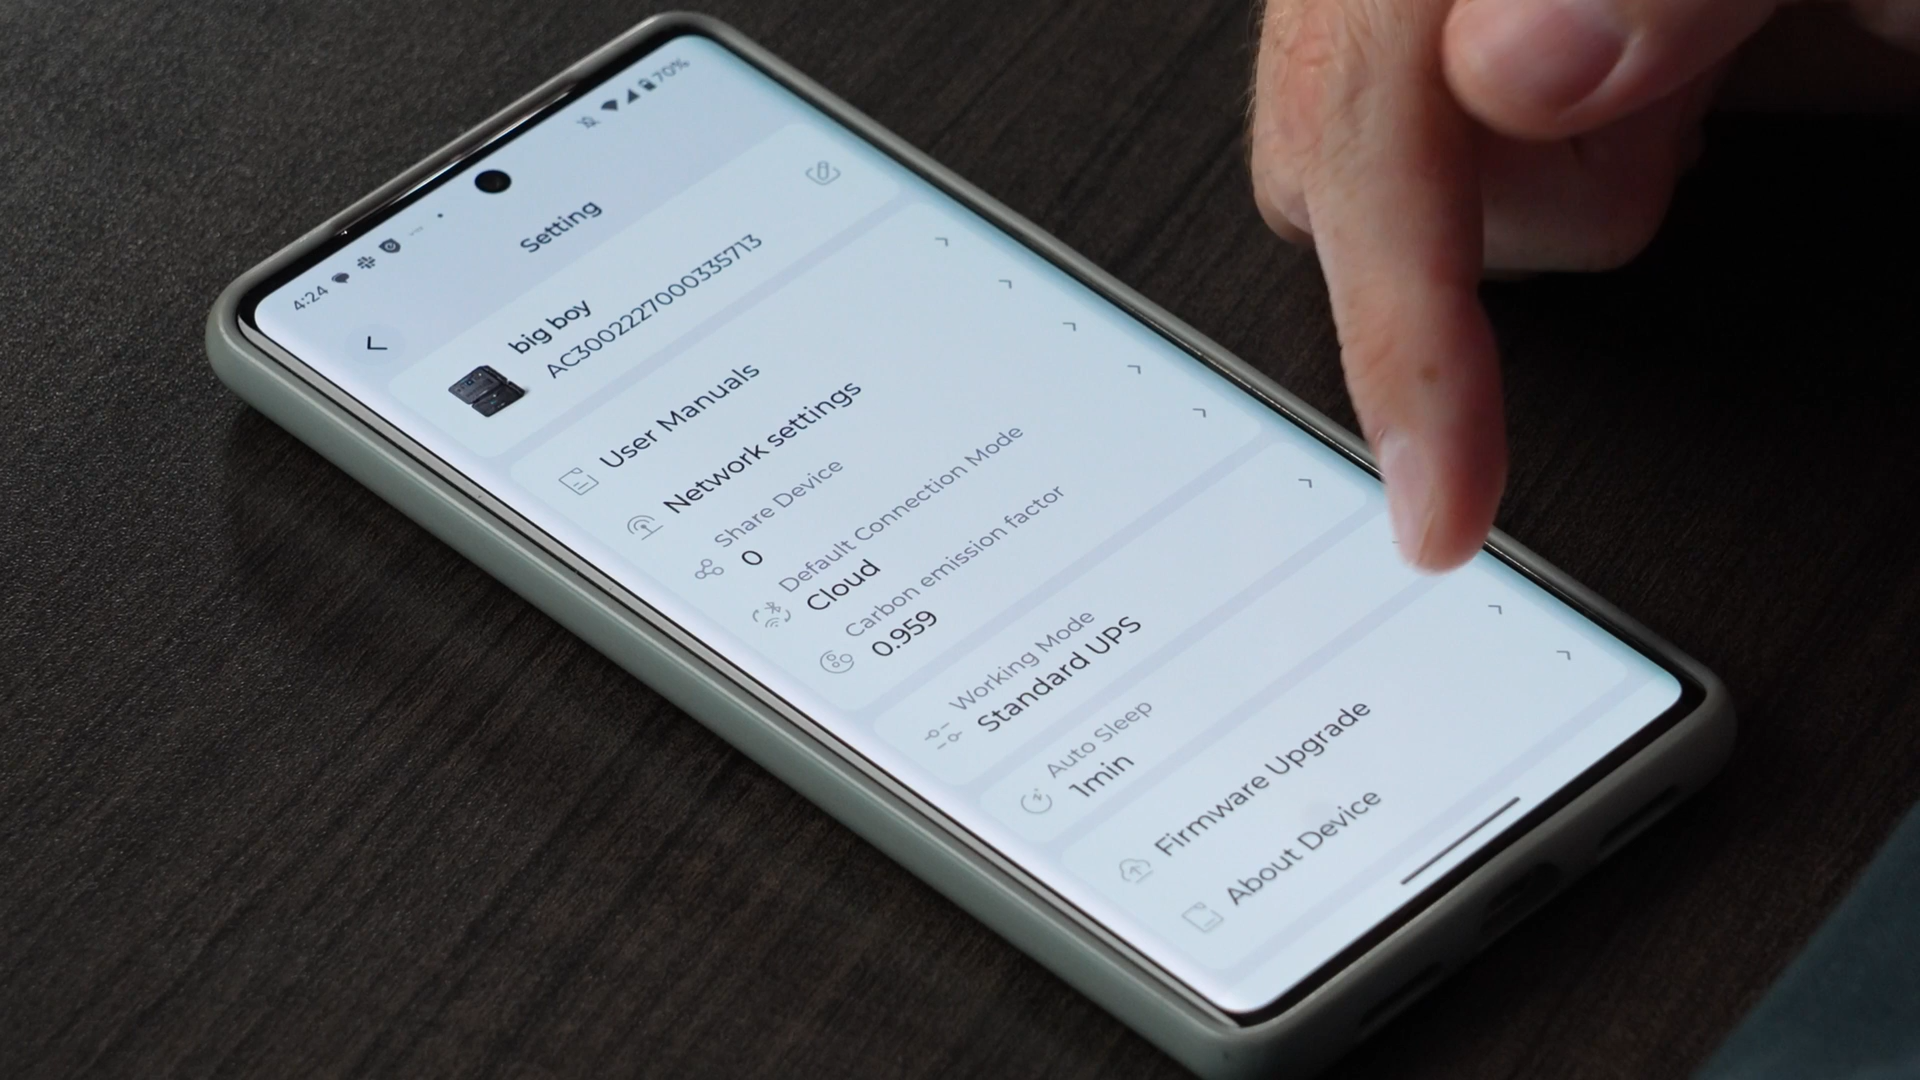 4:24
70%
Setting
big boy
AC3002227000335713
User Manuals
Network settings
Share Device
0
Default Connection Mode
Cloud
Carbon emission factor
0.959
Working Mode
Standard UPS
Auto Sleep
1min
Firmware Upgrade
About Device